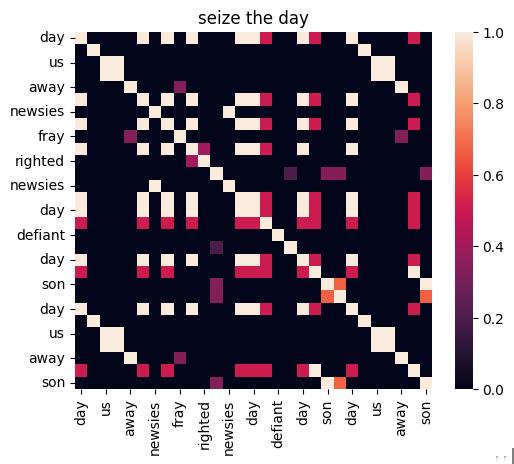 seize the day
day
us
away
newsies
fray
righted
newsies
day
defiant
day
son
day
us
away
son
1.0
0.8
0.6
0.4
0.2
0.0
day
us
away
newsies
fray
righted
newsies
day
defiant
day
son
day
us
away
son